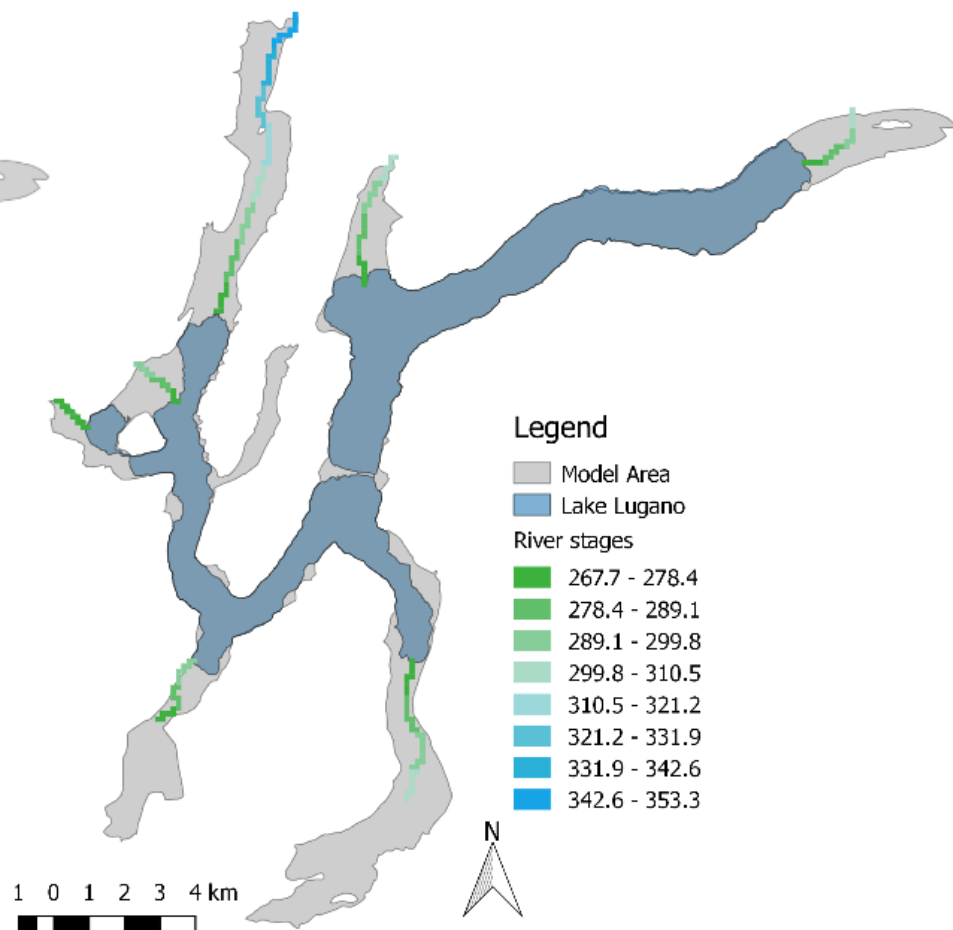 Legend
Model Area
Lake Lugano
River stages
267.7 - 278.4
278.4 - 289.1
289.1 - 299.8
299.8 - 310.5
310.5 - 321.2
321.2 - 331.9
331.9 - 342.6
342.6 - 353.3
N
1 0 1 2 3 4 km